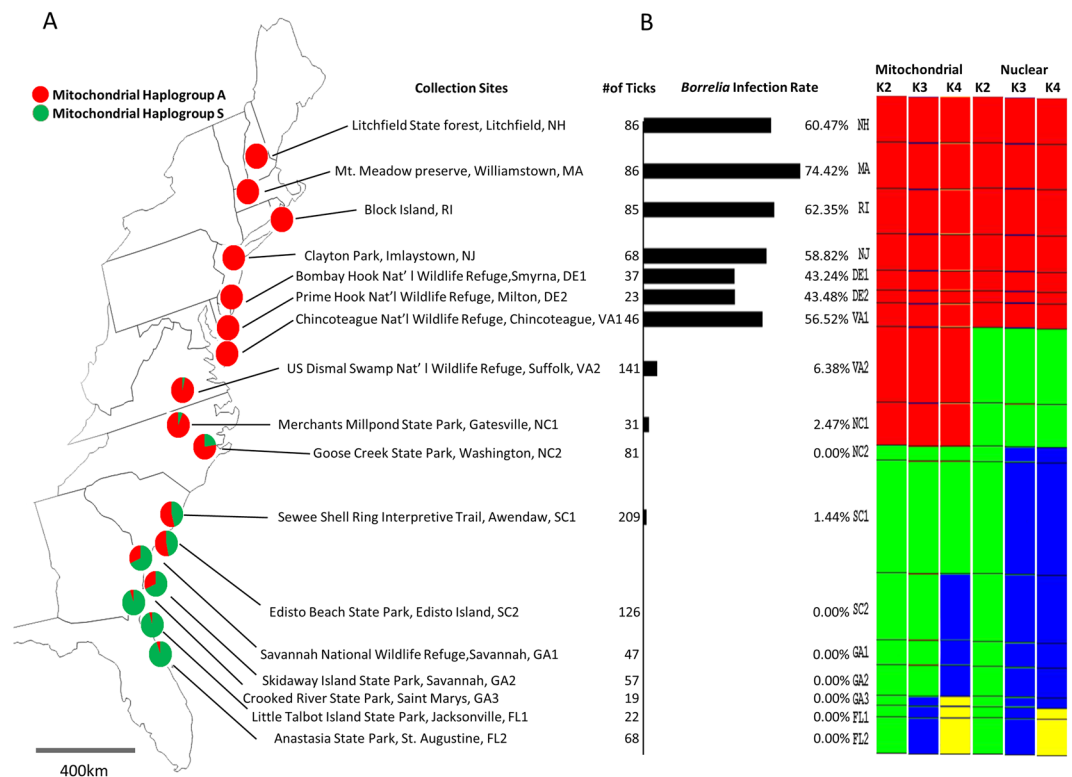 A
B
Mitochondrial Haplogroup A
Mitochondrial Haplogroup S
Collection Sites
#of Ticks
Borrelia Infection Rate
Mitochondrial Nuclear
K2 K3 K4 K2 K3 K4
Litchfield State forest, Litchfield, NH 86 60.47% NH
Mt. Meadow preserve, Williamstown, MA 86 74.42% MA
Block Island, RI 85 62.35% RI
Clayton Park, Imlaystown, NJ 68 58.82% NJ
Bombay Hook Nat' l Wildlife Refuge,Smyrna, DE1 37 43.24% DE1
Prime Hook Nat'l Wildlife Refuge, Milton, DE2 23 43.48% DE2
Chincoteague Nat'l Wildlife Refuge, Chincoteague, VA1 46 56.52% VA1
US Dismal Swamp Nat' l Wildlife Refuge, Suffolk, VA2 141 6.38% VA2
Merchants Millpond State Park, Gatesville, NC1 31 2.47% NC1
Goose Creek State Park, Washington, NC2 81 0.00% NC2
Sewee Shell Ring Interpretive Trail, Awendaw, SC1 209 1.44% SC1
Edisto Beach State Park, Edisto Island, SC2 126 0.00% SC2
Savannah National Wildlife Refuge,Savannah, GA1 47 0.00% GA1
Skidaway Island State Park, Savannah, GA2 57 0.00% GA2
Crooked River State Park, Saint Marys, GA3 19 0.00% GA3
Little Talbot Island State Park, Jacksonville, FL1 22 0.00% FL1
Anastasia State Park, St. Augustine, FL2 68 0.00% FL2
400km